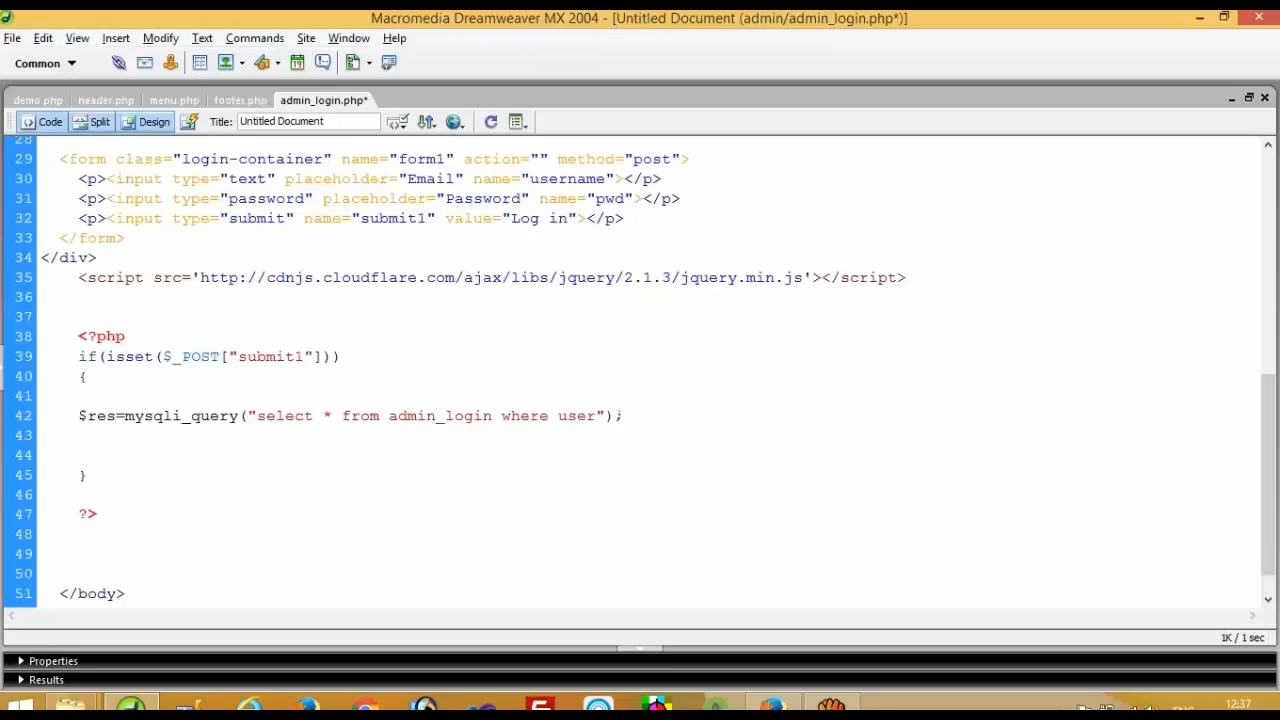 Macromedia Dreamweaver MX 2004 - [Untitled Document (admin/admin_login.php*)]
File Edit View Insert Modify Text Commands Site Window Help
Common
demo.php header.php menu.php footer.php admin_login.php*
Code Split Design Title: Untitled Document
28
29 <form class="login-container" name="form1" action="" method="post">
30 <p><input type="text" placeholder="Email" name="username"></p>
31 <p><input type="password" placeholder="Password" name="pwd"></p>
32 <p><input type="submit" name="submit1" value="Log in"></p>
33 </form>
34 </div>
35 <script src='http://cdnjs.cloudflare.com/ajax/libs/jquery/2.1.3/jquery.min.js'></script>
36
37
38 <?php
39 if(isset($_POST["submit1"]))
40 {
41
42 $res=mysqli_query("select * from admin_login where user");
43
44
45 }
46
47 ?>
48
49
50
51 </body>
1K / 1 sec
Properties
Results
ENG 12:37